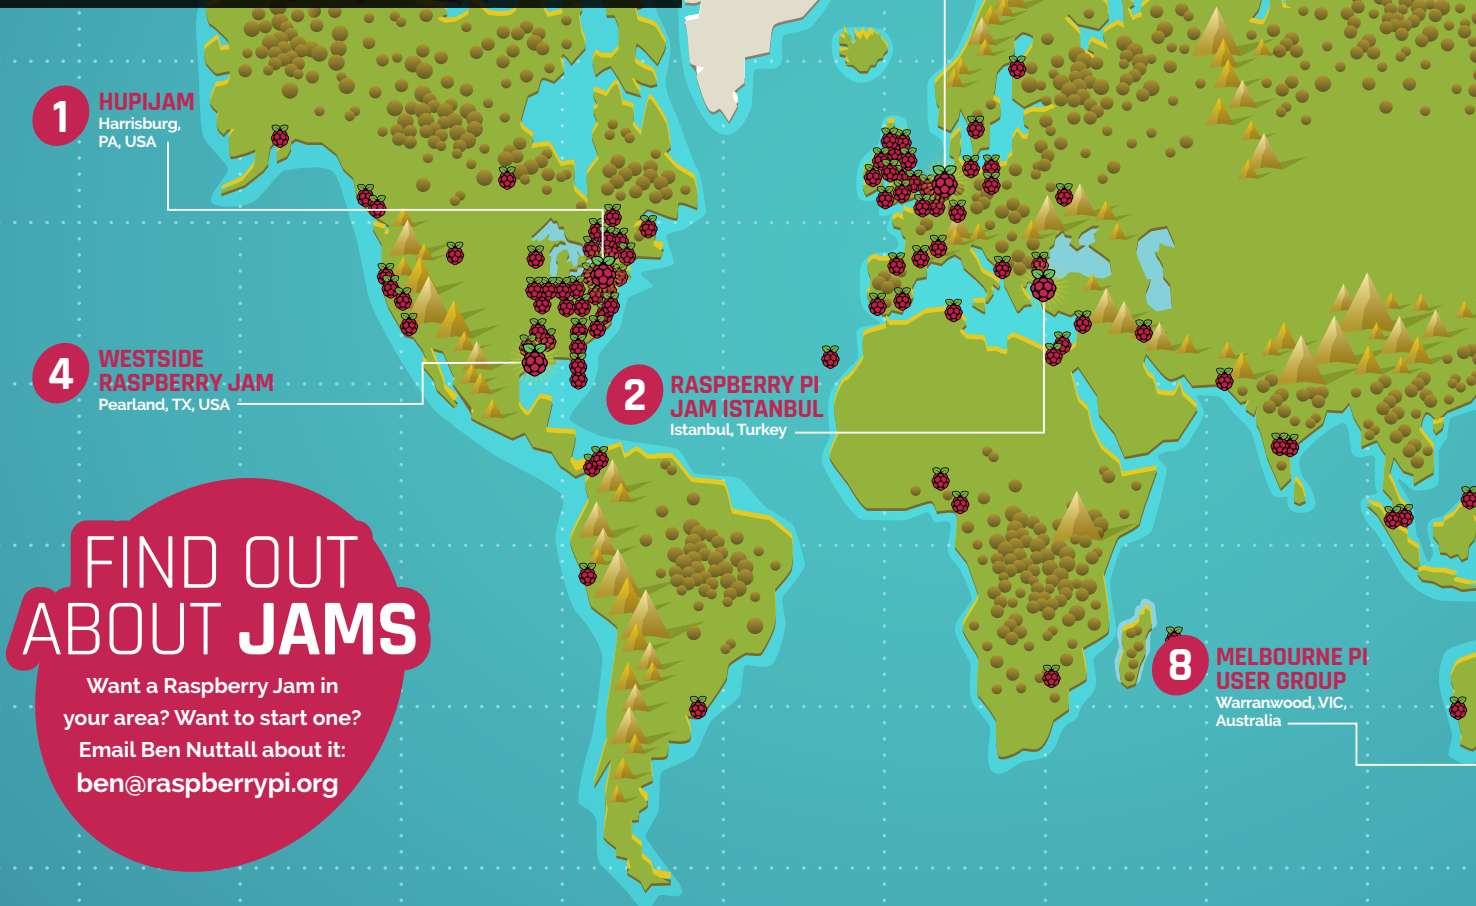 1
HUPIJAM
Harrisburg,
PA, USA
4
WESTSIDE
RASPBERRY JAM
Pearland, TX, USA
2
RASPBERRY PI
JAM ISTANBUL
Istanbul, Turkey
FIND OUT
ABOUT JAMS
Want a Raspberry Jam in
your area? Want to start one?
Email Ben Nuttall about it:
ben@raspberrypi.org
8
MELBOURNE PI
USER GROUP
Warranwood, VIC,
Australia